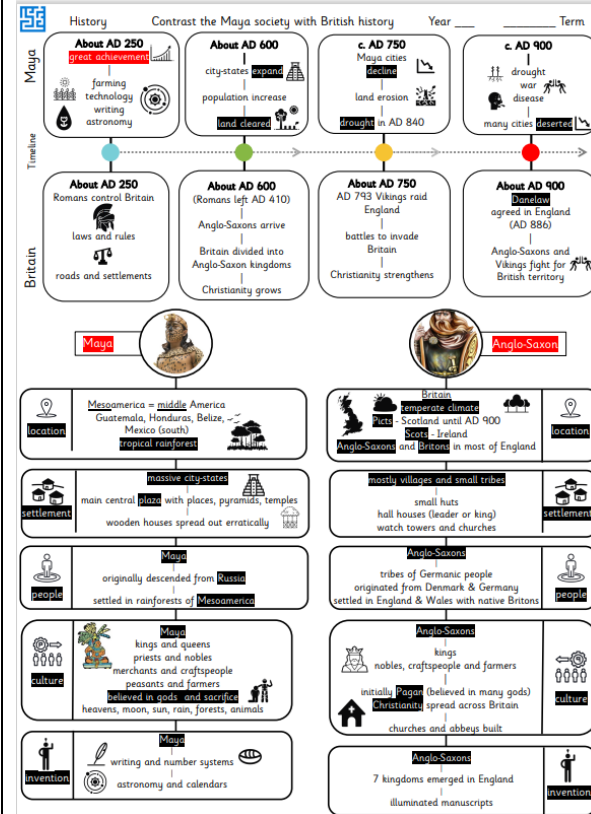 History Contrast the Maya society with British history Year ___ ________ Term
Maya
About AD 250
great achievement
farming
technology
writing
astronomy
About AD 600
city-states expand
population increase
land cleared
c. AD 750
Maya cities
decline
land erosion
drought in AD 840
c. AD 900
drought
war
disease
many cities deserted
Timeline
Britain
About AD 250
Romans control Britain
laws and rules
roads and settlements
About AD 600
(Romans left AD 410)
Anglo-Saxons arrive
Britain divided into
Anglo-Saxon kingdoms
Christianity grows
About AD 750
AD 793 Vikings raid
England
battles to invade
Britain
Christianity strengthens
About AD 900
Danelaw
agreed in England
(AD 886)
Anglo-Saxons and
Vikings fight for
British territory
Maya
location
Mesoamerica = middle America
Guatemala, Honduras, Belize,
Mexico (south)
tropical rainforest
settlement
massive city-states
main central plaza with places, pyramids, temples
wooden houses spread out erratically
people
Maya
originally descended from Russia
settled in rainforests of Mesoamerica
culture
Maya
kings and queens
priests and nobles
merchants and craftspeople
peasants and farmers
believed in gods and sacrifice
heavens, moon, sun, rain, forests, animals
invention
Maya
writing and number systems
astronomy and calendars
Anglo-Saxon
Britain
temperate climate
Picts - Scotland until AD 900
Scots - Ireland
Anglo-Saxons and Britons in most of England
location
mostly villages and small tribes
small huts
hall houses (leader or king)
watch towers and churches
settlement
Anglo-Saxons
tribes of Germanic people
originated from Denmark & Germany
settled in England & Wales with native Britons
people
Anglo-Saxons
kings
nobles, craftspeople and farmers
initially Pagan (believed in many gods)
Christianity spread across Britain
churches and abbeys built
culture
Anglo-Saxons
7 kingdoms emerged in England
illuminated manuscripts
invention